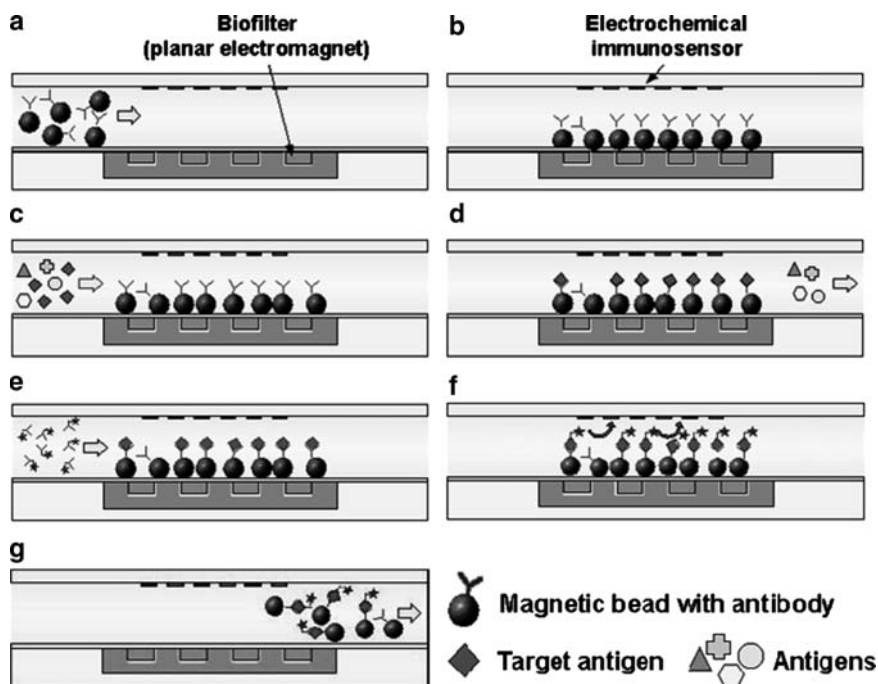 a
Biofilter
(planar electromagnet)
b
Electrochemical
immunosensor
c
d
e
f
g
Magnetic bead with antibody
Target antigen
Antigens